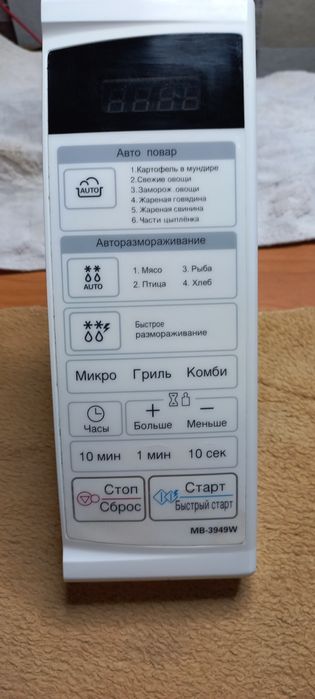 Авто повар
AUTO
1.Картофель в мундире
2.Свежие овощи
3.Заморож .овощи
4. Жареная говядина
5. Жареная свинина
6. Части цыплёнка
Авторазмораживание
AUTO
1. Мясо 3. Рыба
2. Птица 4. Хлеб
Быстрое
размораживание
Микро Гриль Комби
Часы
+ −
Больше Меньше
10 мин 1 мин 10 сек
Стоп
Сброс
Старт
Быстрый старт
MB-3949W